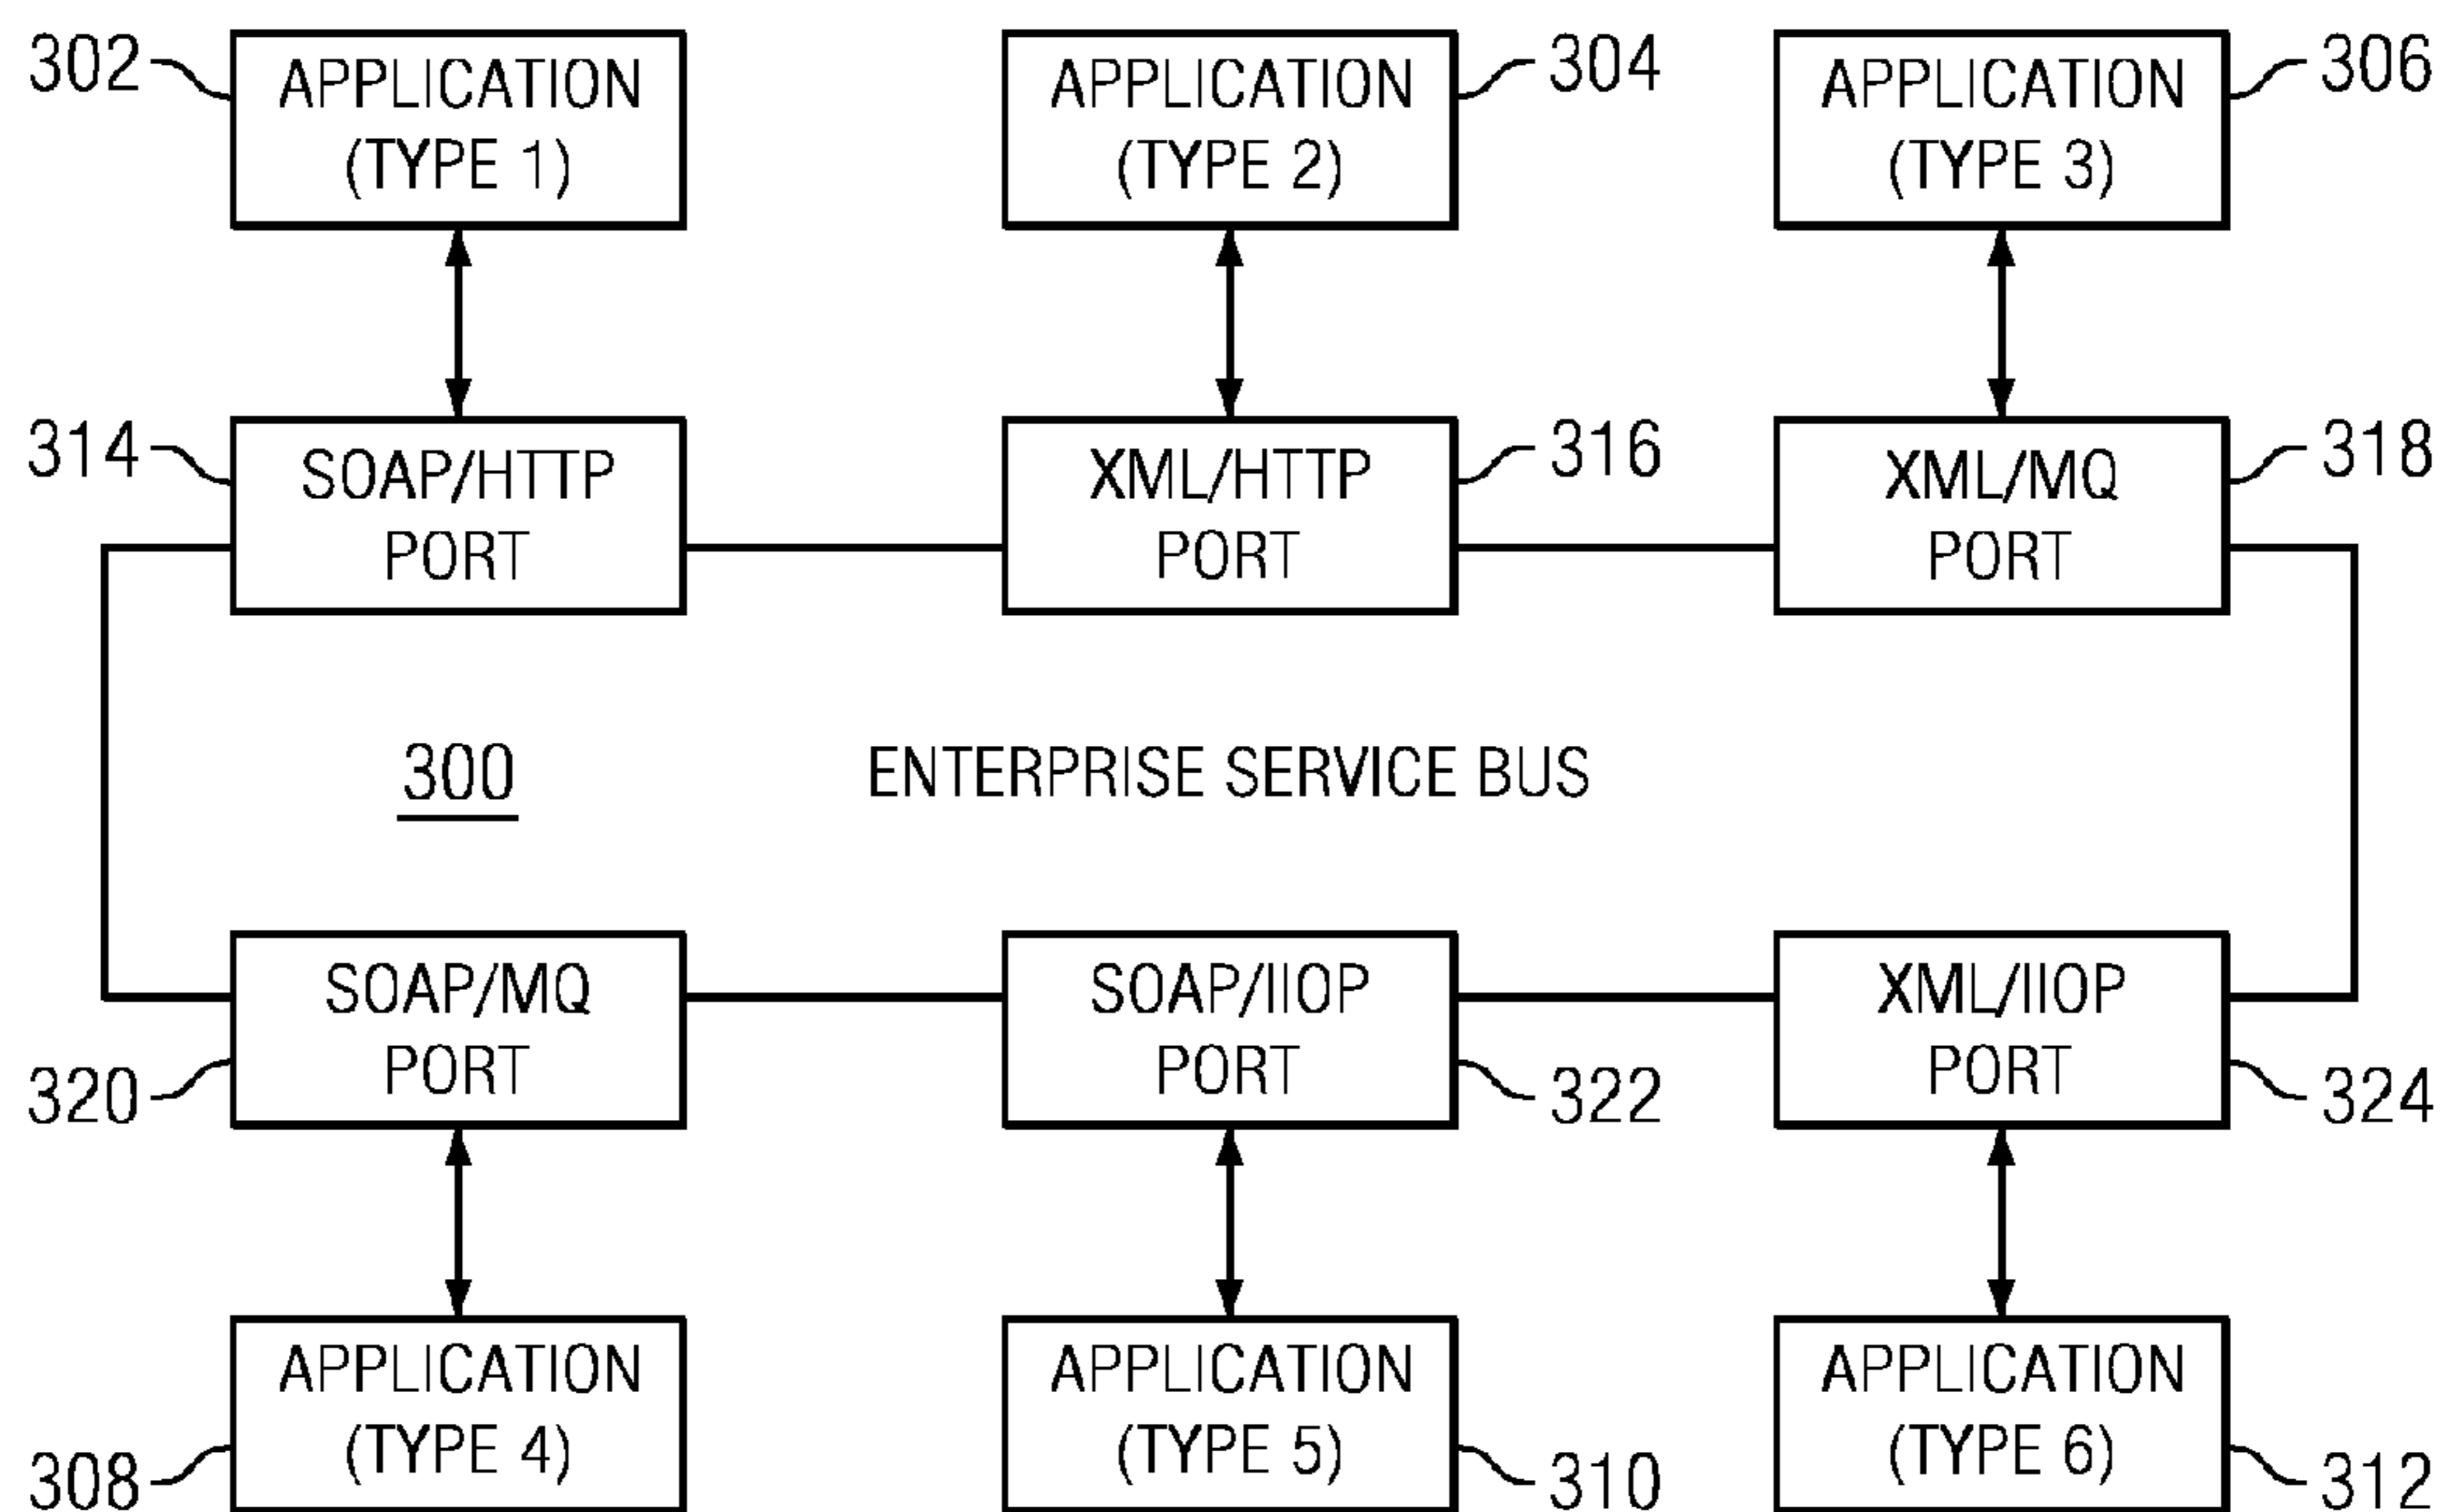 302 APPLICATION 304 APPLICATION 306 APPLICATION
(TYPE 1) (TYPE 2) (TYPE 3)
314 SOAP/HTTP 316 XML/HTTP 318 XML/MQ
PORT PORT PORT
300 ENTERPRISE SERVICE BUS
SOAP/MQ SOAP/IIOP XML/IIOP
320 PORT 322 PORT 324 PORT
APPLICATION APPLICATION APPLICATION
308 (TYPE 4) 310 (TYPE 5) 312 (TYPE 6)